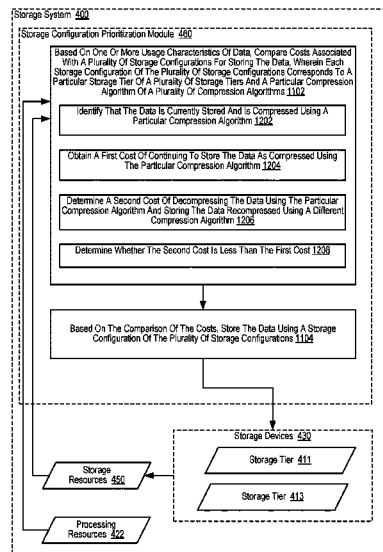 Storage System 400
Storage Configuration Prioritization Module 460
Based On One Or More Usage Characteristics Of Data, Compare Costs Associated
With A Plurality Of Storage Configurations For Storing The Data, Wherein Each
Storage Configuration Of The Plurality Of Storage Configurations Corresponds To A
Particular Storage Tier Of A Plurality Of Storage Tiers And A Particular Compression
Algorithm Of A Plurality Of Compression Algorithms
1102
Identify That The Data Is Currently Stored And Is Compressed Using A
Particular Compression Algorithm 1202
Obtain A First Cost Of Continuing To Store The Data As Compressed Using
The Particular Compression Algorithm 1204
Determine A Second Cost Of Decompressing The Data Using The Particular
Compression Algorithm And Storing The Data Recompressed Using A Different
Compression Algorithm 1206
Determine Whether The Second Cost Is Less Than The First Cost 1208
Based On The Comparison Of The Costs, Store The Data Using A Storage
Configuration Of The Plurality Of Storage Configurations 1104
Storage Devices 430
Storage Tier 411
Storage Tier 413
Storage
Resources 450
Processing
Resources 422